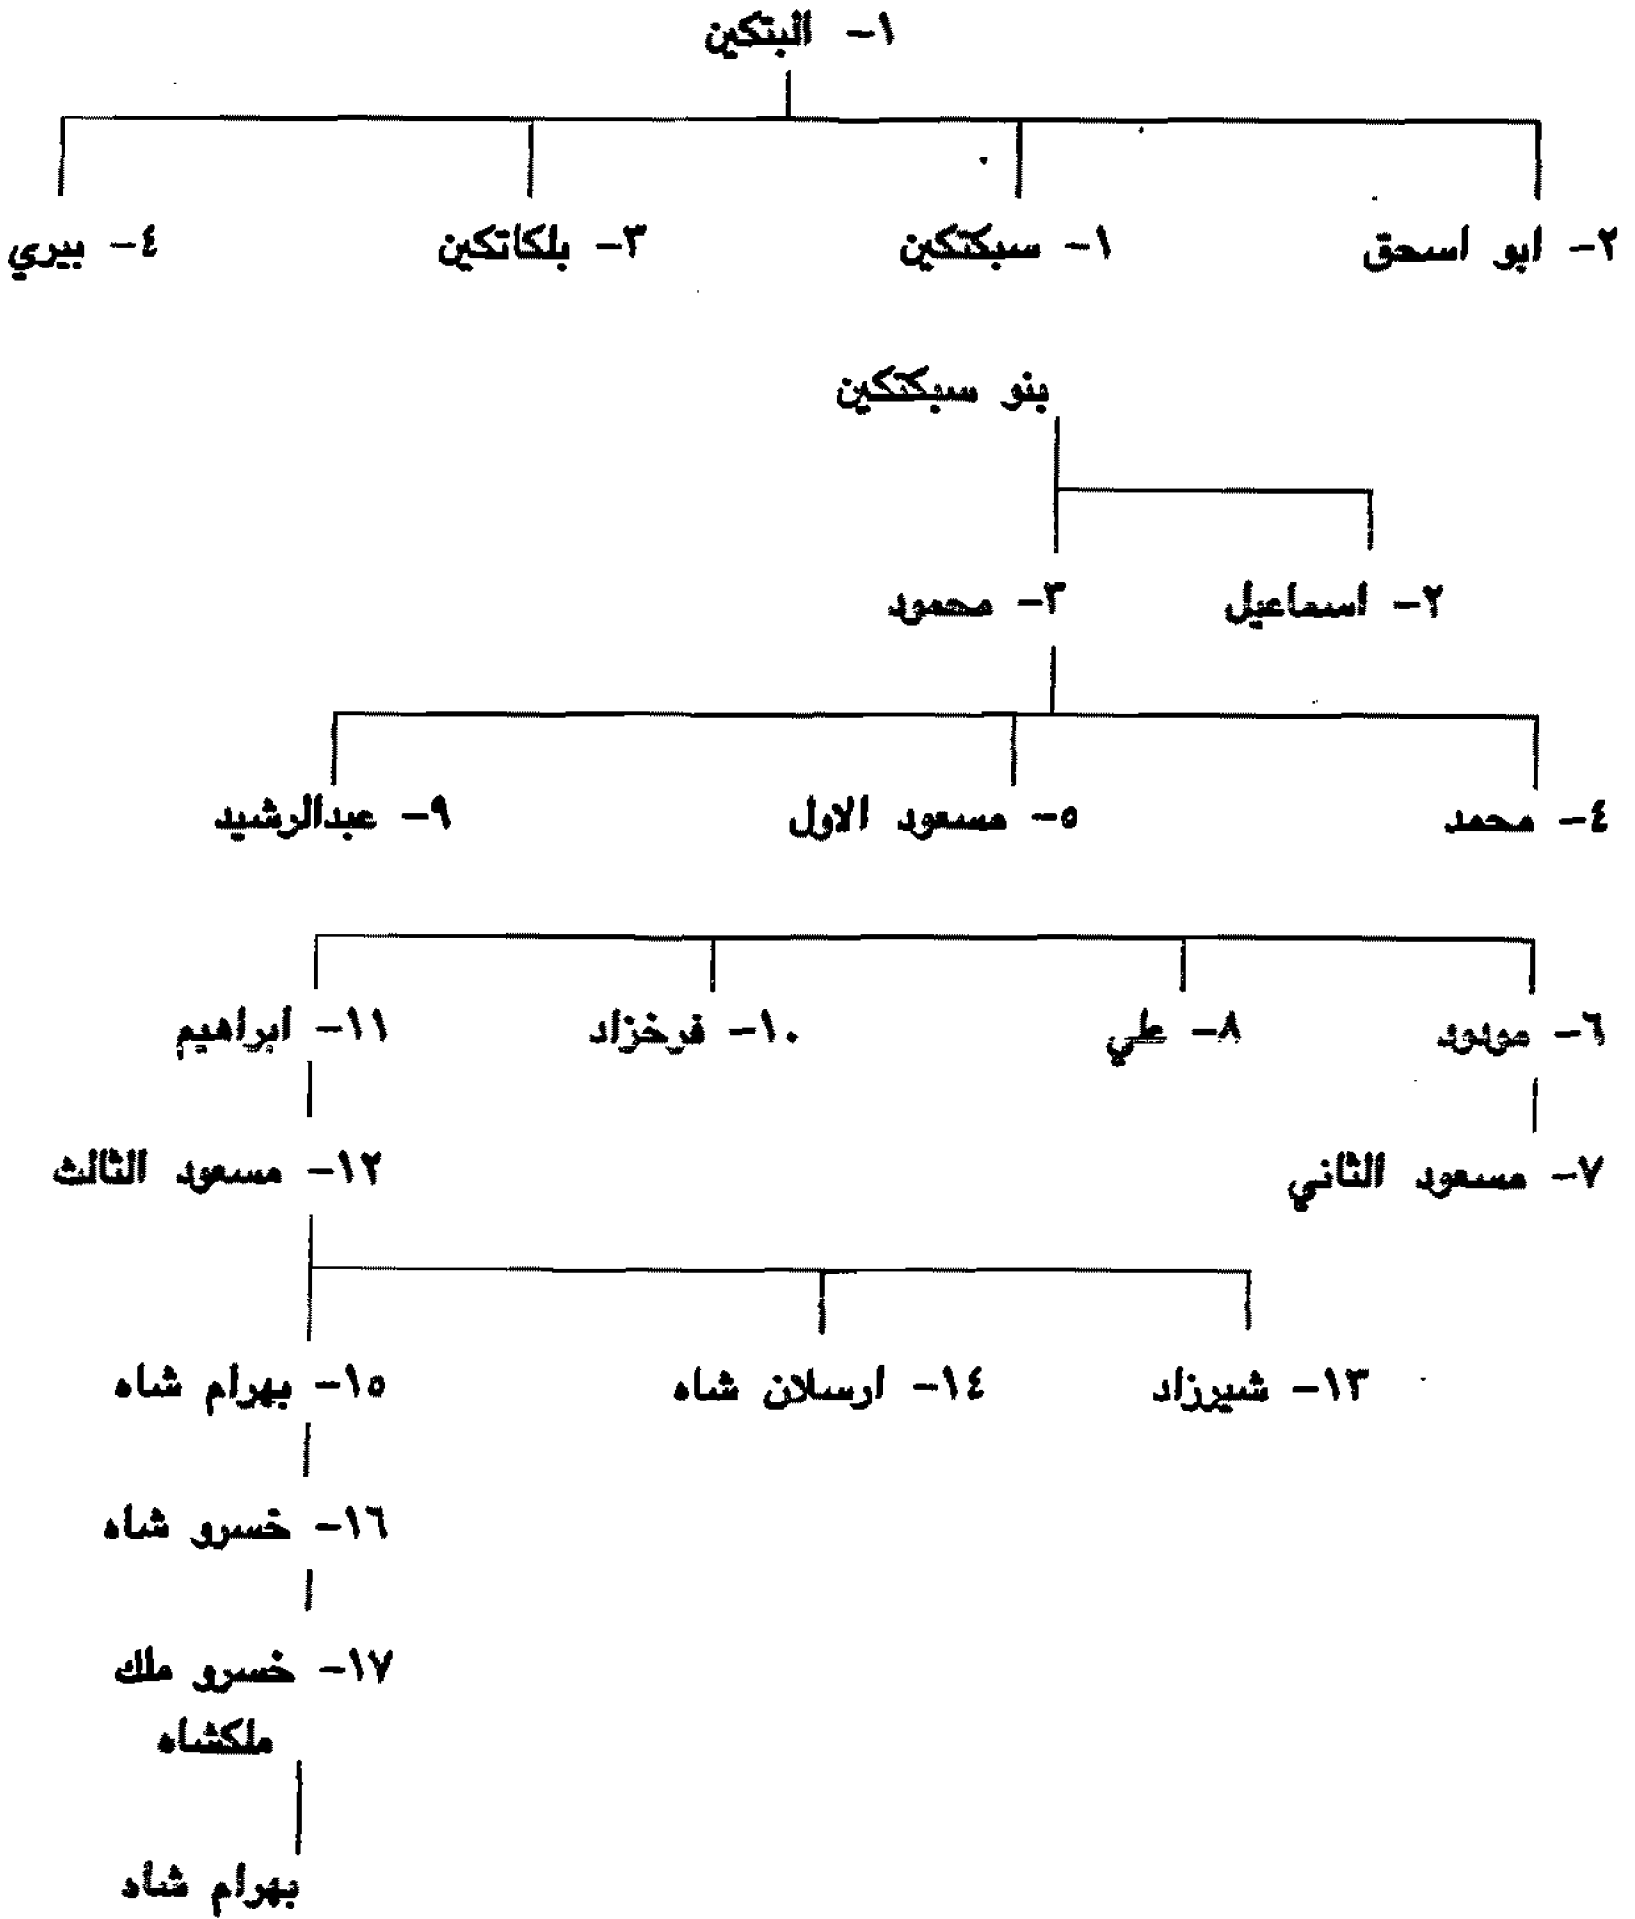 ١- البتكين
٢- ابو اسحق ١- سبكتكين ٣- بلكاتكين ٤- بيري
بنو سبكتكين
٢- اسماعيل ٣- محمود
٤- محمد ٥- مسعود الاول ٩- عبدالرشيد
٦- مودود ٨- علي ١٠- فرخزاد ١١- ابراهيم
٧- مسعود الثاني ١٢- مسعود الثالث
١٣- شيرزاد ١٤- ارسلان شاه ١٥- بهرام شاه
١٦- خسرو شاه
١٧- خسرو ملك
ملكشاه
بهرام شاه